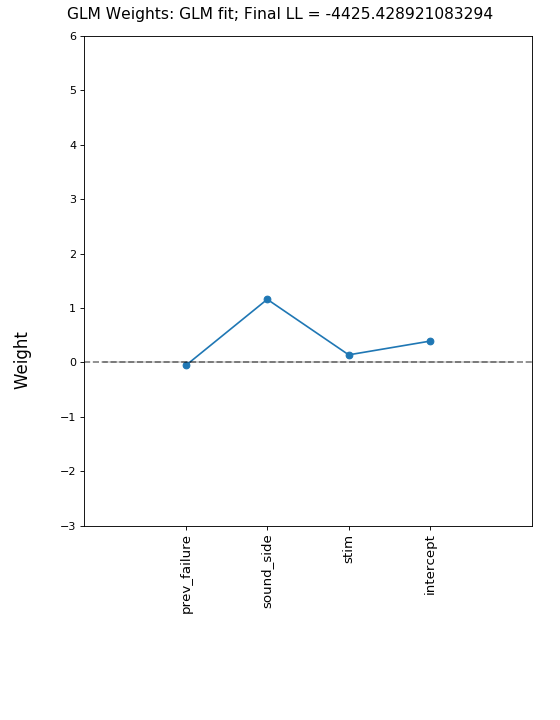 GLM Weights: GLM fit; Final LL = -4425.428921083294
6
5
4
3
2
1
0
−1
−2
−3
Weight
prev_failure
sound_side
stim
intercept